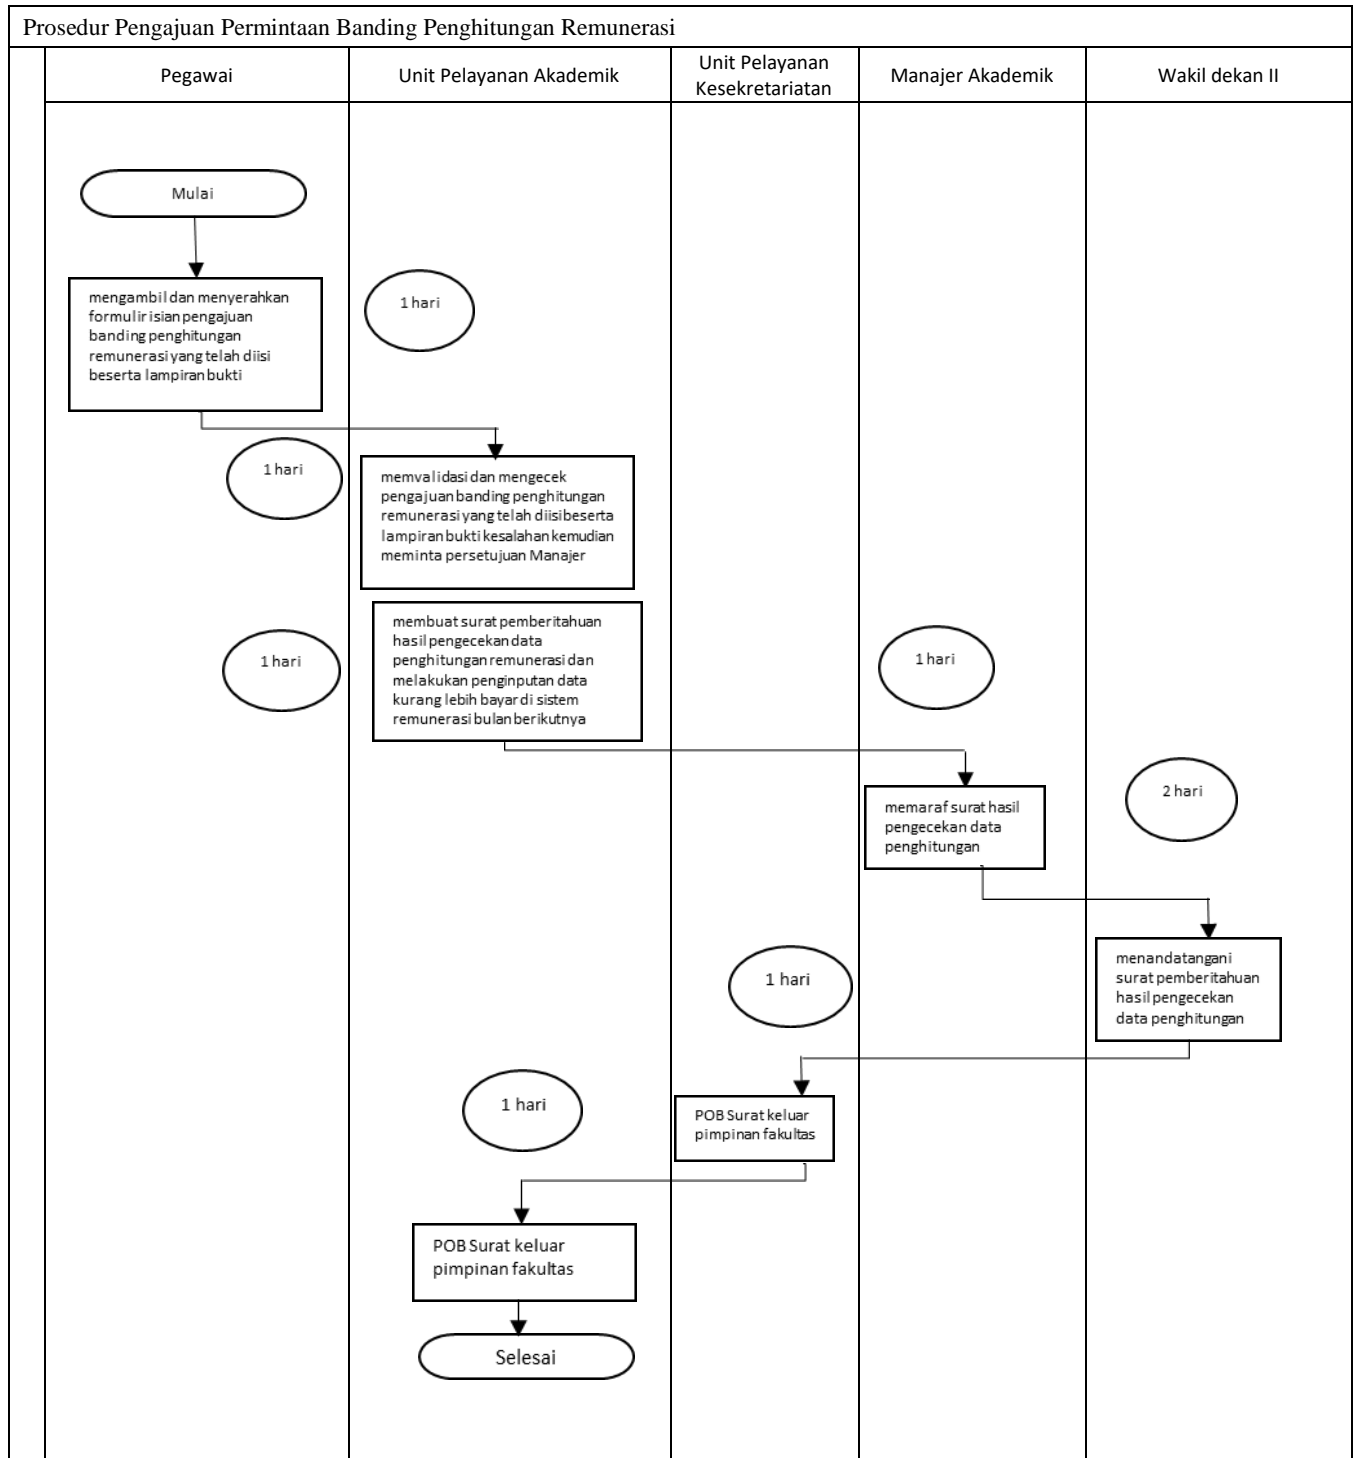 Prosedur Pengajuan Permintaan Banding Penghitungan Remunerasi
Pegawai
Unit Pelayanan Akademik
Unit Pelayanan
Kesekretariatan
Manajer Akademik
Wakil dekan II
Mulai
mengambil dan menyerahkan
formulir isian pengajuan
banding penghitungan
remunerasi yang telah diisi
beserta lampiran bukti
1 hari
1 hari
memvalidasi dan mengecek
pengajuan banding penghitungan
remunerasi yang telah diisi beserta
lampiran bukti kesalahan kemudian
meminta persetujuan Manajer
1 hari
membuat surat pemberitahuan
hasil pengecekan data
penghitungan remunerasi dan
melakukan penginputan data
kurang lebih bayar di sistem
remunerasi bulan berikutnya
1 hari
memaraf surat hasil
pengecekan data
penghitungan
2 hari
menandatangani
surat pemberitahuan
hasil pengecekan
data penghitungan
1 hari
POB Surat keluar
pimpinan fakultas
1 hari
POB Surat keluar
pimpinan fakultas
Selesai